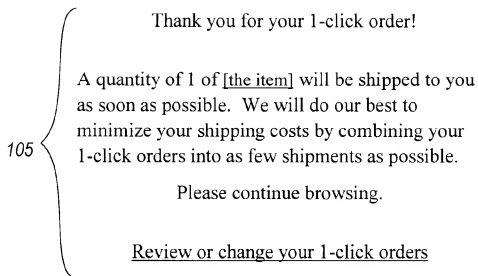 Thank you for your 1-click order!
A quantity of 1 of [the item] will be shipped to you
as soon as possible. We will do our best to
minimize your shipping costs by combining your
105
1-click orders into as few shipments as possible.
Please continue browsing.
Review or change your 1-click orders